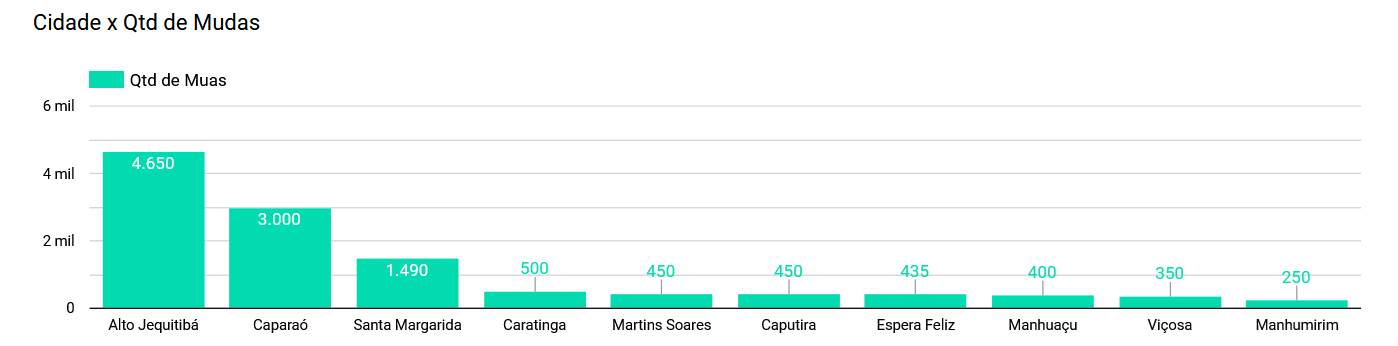 Cidade x Qtd de Mudas
Qtd de Muas
6 mil
4 mil
2 mil
0
4.650
3.000
1.490
500
450
450
435
400
350
250
Alto Jequitibá
Caparaó
Santa Margarida
Caratinga
Martins Soares
Caputira
Espera Feliz
Manhuaçu
Viçosa
Manhumirim